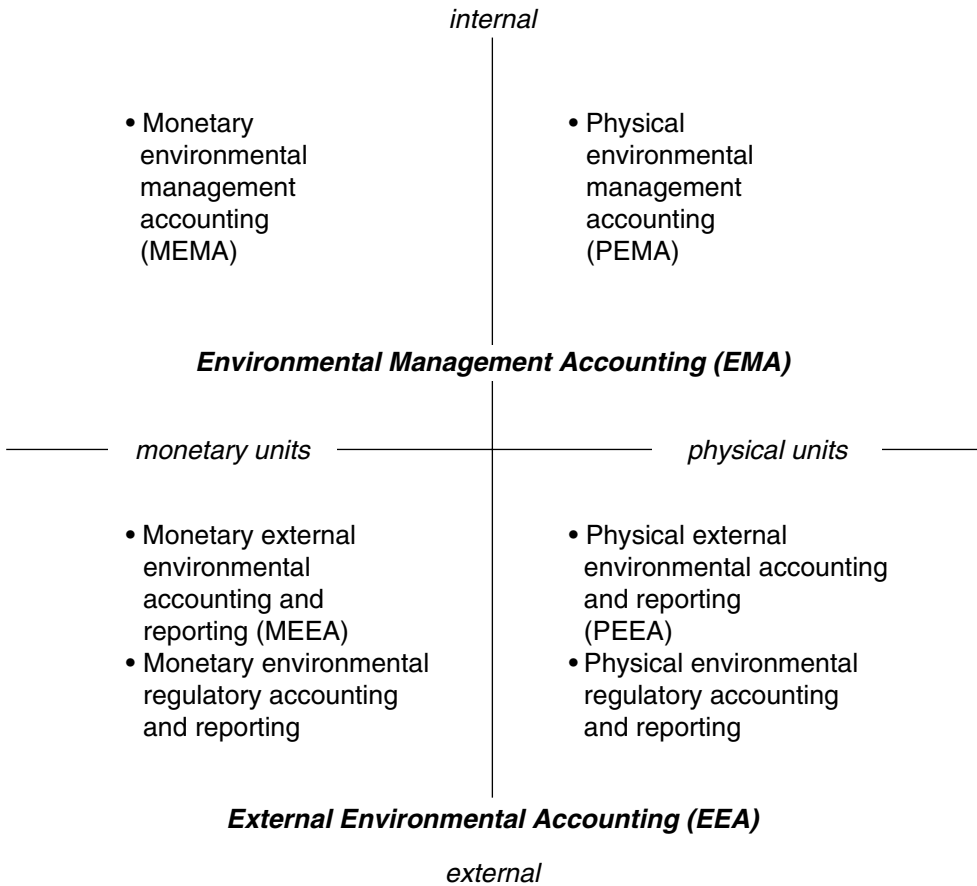 internal
• Monetary
environmental
management
accounting
(MEMA)
• Physical
environmental
management
accounting
(PEMA)
Environmental Management Accounting (EMA)
monetary units
physical units
• Monetary external
environmental
accounting and
reporting (MEEA)
• Monetary environmental
regulatory accounting
and reporting
• Physical external
environmental accounting
and reporting
(PEEA)
• Physical environmental
regulatory accounting
and reporting
External Environmental Accounting (EEA)
external